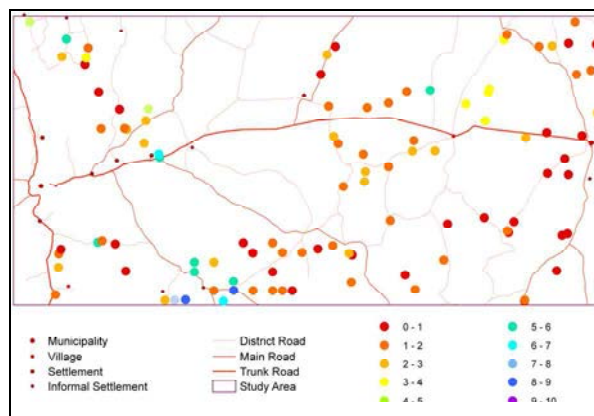 Municipality
Village
Settlement
Informal Settlement
District Road
Main Road
Trunk Road
Study Area
0 - 1
1 - 2
2 - 3
3 - 4
4 - 5
5 - 6
6 - 7
7 - 8
8 - 9
9 - 10